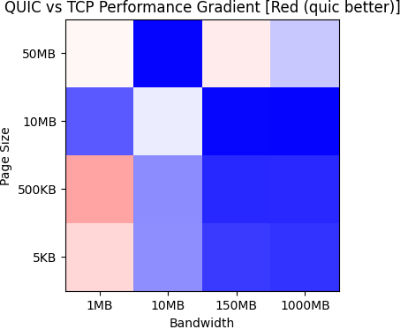 QUIC vs TCP Performance Gradient [Red (quic better)]
50MB
10MB
500KB
5KB
Page Size
1MB 10MB 150MB 1000MB
Bandwidth